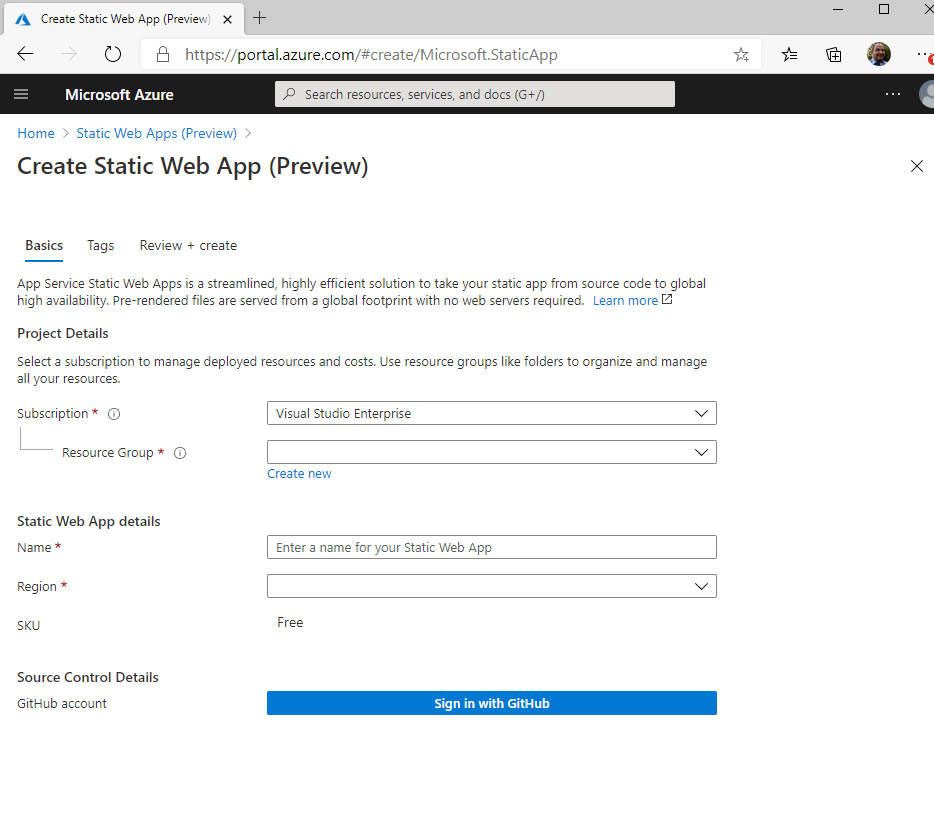 Create Static Web App (Preview)
https://portal.azure.com/#create/Microsoft.StaticApp
Microsoft Azure
Search resources, services, and docs (G+/)
Home > Static Web Apps (Preview) >
Create Static Web App (Preview)
Basics Tags Review + create
App Service Static Web Apps is a streamlined, highly efficient solution to take your static app from source code to global
high availability. Pre-rendered files are served from a global footprint with no web servers required. Learn more
Project Details
Select a subscription to manage deployed resources and costs. Use resource groups like folders to organize and manage
all your resources.
Subscription * Visual Studio Enterprise
Resource Group *
Create new
Static Web App details
Name * Enter a name for your Static Web App
Region *
SKU Free
Source Control Details
GitHub account Sign in with GitHub